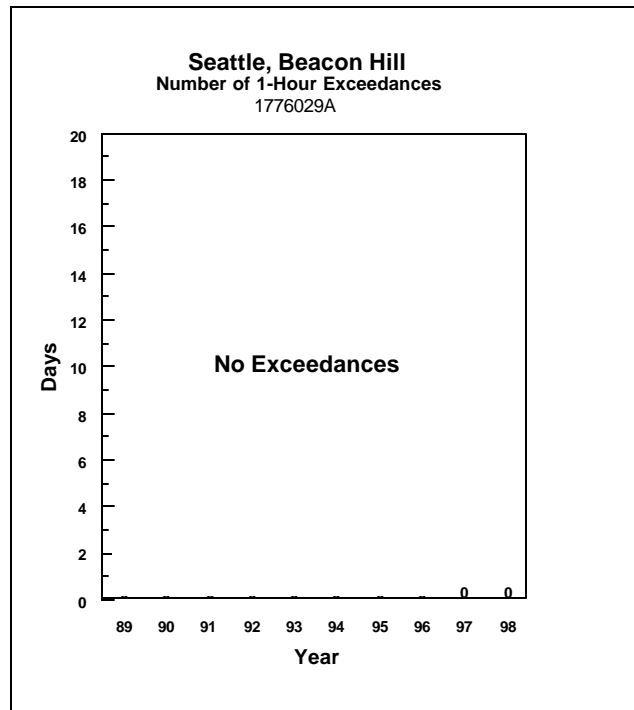 Seattle, Beacon Hill
Number of 1-Hour Exceedances
1776029A
20
18
16
14
12
10
8
6
4
2
0
Days
No Exceedances
0 0
89 90 91 92 93 94 95 96 97 98
Year